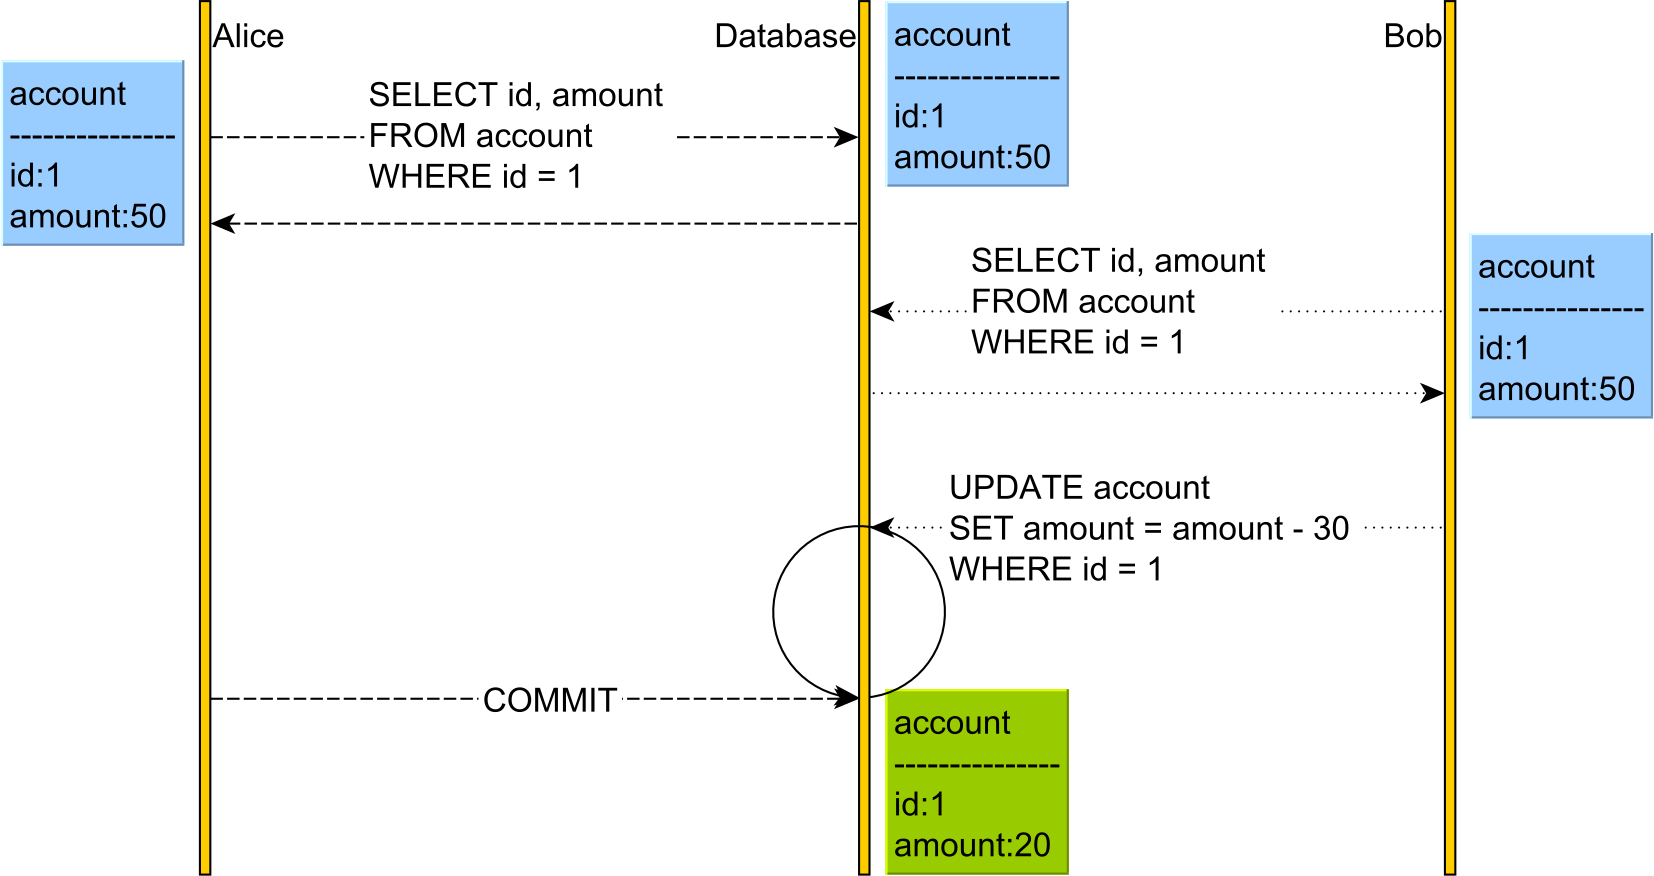 Alice
Database
Bob
account
---------------
id:1
amount:50
account
---------------
id:1
amount:50
SELECT id, amount
FROM account
WHERE id = 1
SELECT id, amount
FROM account
WHERE id = 1
account
---------------
id:1
amount:50
UPDATE account
SET amount = amount - 30
WHERE id = 1
COMMIT
account
---------------
id:1
amount:20